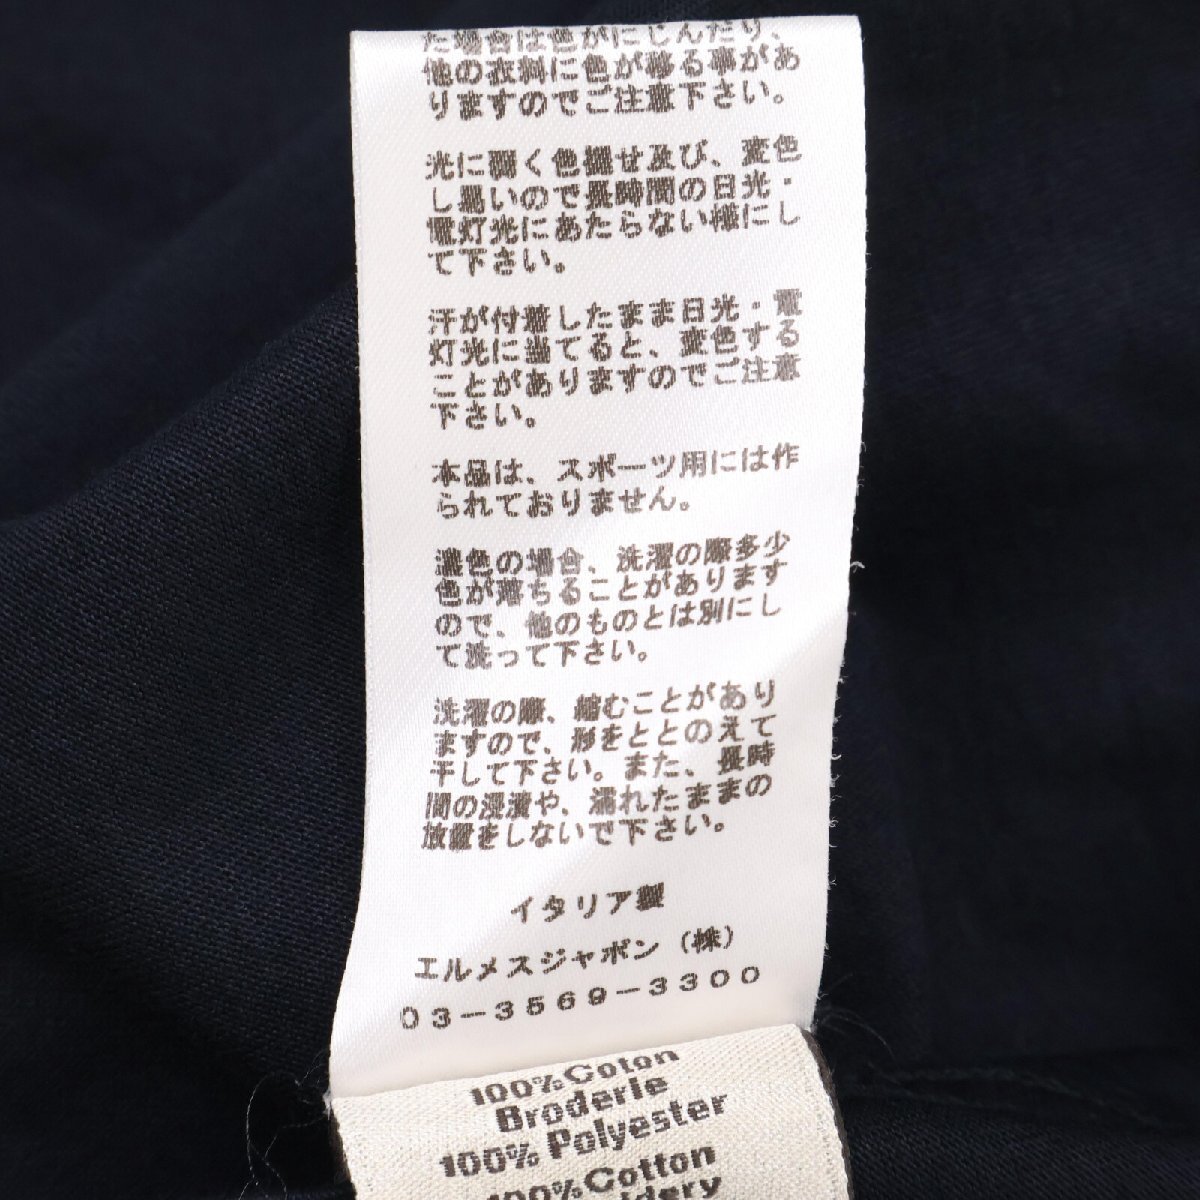 た場合は色がにじんだり、
他の衣料に色が移る事があ
りますのでご注意下さい。
光に弱く色褪せ及び、変色
し易いので長時間の日光・
電灯光にあたらない様にし
て下さい。
汗が付着したまま日光・電
灯光に当てると、変色する
ことがありますのでご注意
下さい。
本品は、スポーツ用には作
られておりません。
濃色の場合、洗濯の際多少
色が落ちることがあります
ので、他のものとは別にし
て洗って下さい。
洗濯の際、縮むことがあり
ますので、形をととのえて
干して下さい。また、長時
間の浸漬や、濡れたままの
放置をしないで下さい。
イタリア製
エルメスジャポン（株）
03-3569-3300
100%Coton
Broderie
100% Polyester
100% Cotton